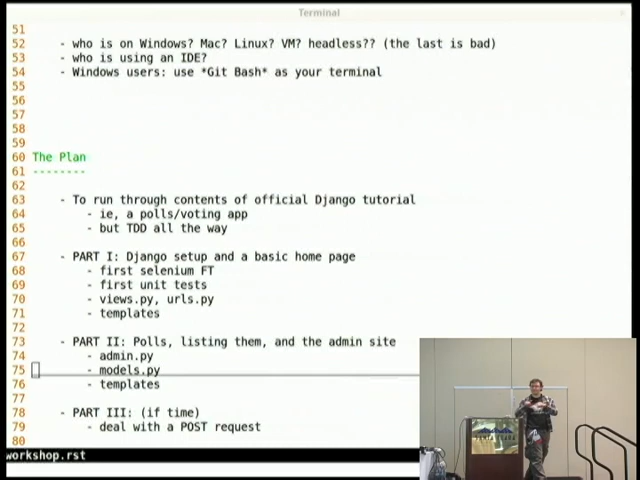 Terminal
51
52 - who is on Windows? Mac? Linux? VM? headless?? (the last is bad)
53 - who is using an IDE?
54 - Windows users: use *Git Bash* as your terminal
55
56
57
58
59
60 The Plan
61 --------
62
63 - To run through contents of official Django tutorial
64 - ie, a polls/voting app
65 - but TDD all the way
66
67 - PART I: Django setup and a basic home page
68 - first selenium FT
69 - first unit tests
70 - views.py, urls.py
71 - templates
72
73 - PART II: Polls, listing them, and the admin site
74 - admin.py
75 - models.py
76 - templates
77
78 - PART III: (if time)
79 - deal with a POST request
80
workshop.rst